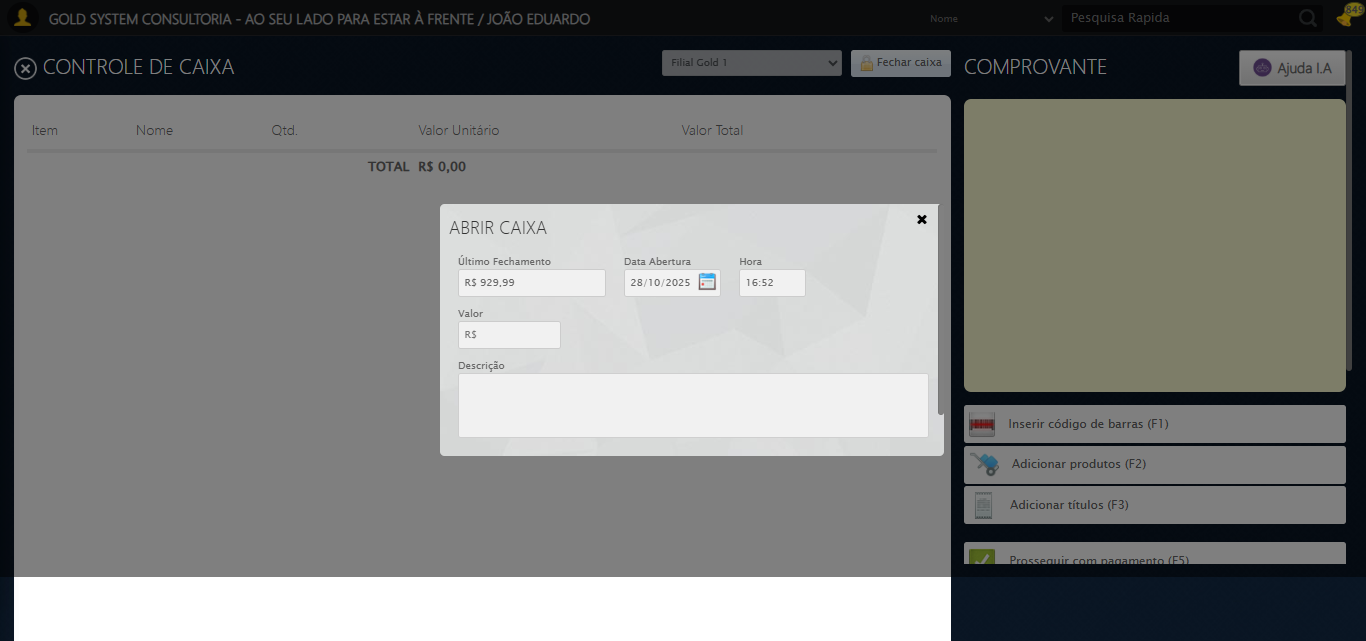 GOLD SYSTEM CONSULTORIA - AO SEU LADO PARA ESTAR À FRENTE / JOÃO EDUARDO
Nome
Pesquisa Rapida
849
CONTROLE DE CAIXA
Filial Gold 1
Fechar caixa
COMPROVANTE
Ajuda I.A
Item Nome Qtd. Valor Unitário Valor Total
TOTAL R$ 0,00
ABRIR CAIXA
Último Fechamento Data Abertura Hora
R$ 929,99 28/10/2025 16:52
Valor
R$
Descrição
Inserir código de barras (F1)
Adicionar produtos (F2)
Adicionar títulos (F3)
Prosseguir com pagamento (F5)